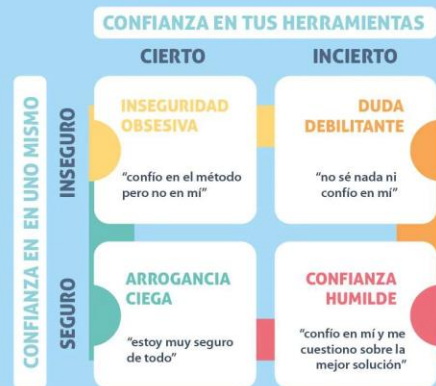 CONFIANZA EN TUS HERRAMIENTAS
CIERTO
INCIERTO
CONFIANZA EN EN UNO MISMO
INSEGURO
SEGURO
INSEGURIDAD
OBSESIVA
"confío en el método
pero no en mí"
DUDA
DEBILITANTE
"no sé nada ni
confío en mí"
ARROGANCIA
CIEGA
"estoy muy seguro
de todo"
CONFIANZA
HUMILDE
"confío en mí y me
cuestiono sobre la
mejor solución"